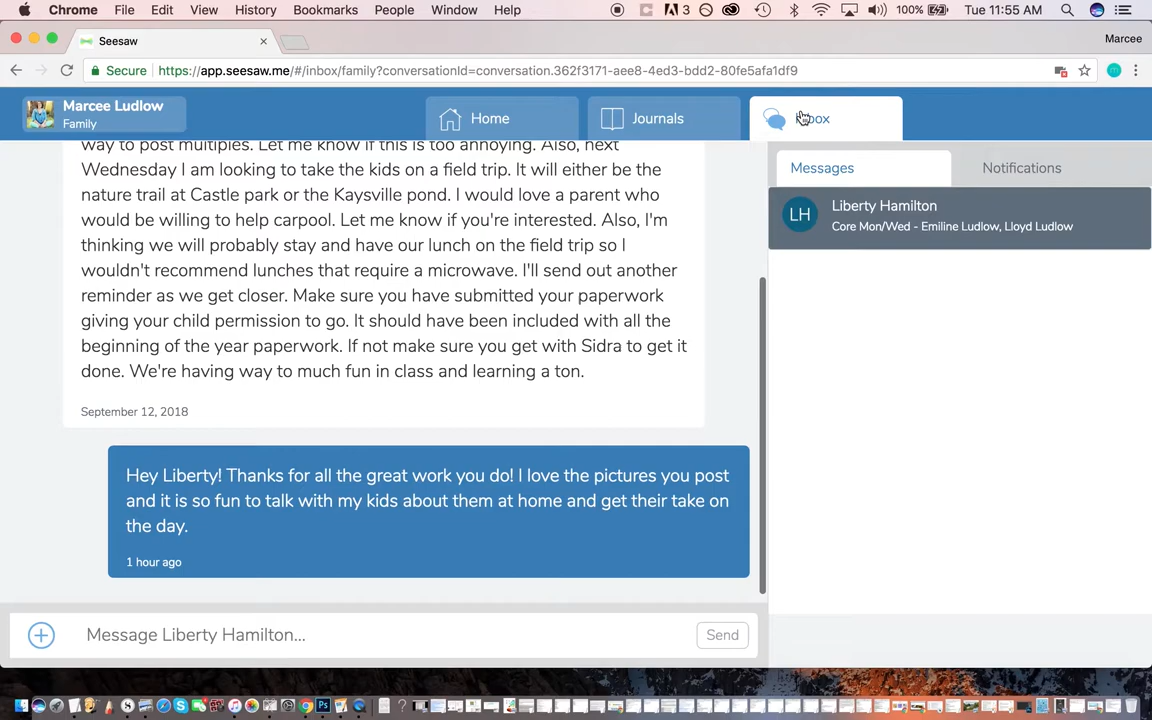 Chrome File Edit View History Bookmarks People Window Help 3 100% Tue 11:55 AM
Seesaw
Marcee
Secure https://app.seesaw.me/#/inbox/family?conversationId=conversation.362f3171-aee8-4ed3-bdd2-80fe5afa1df9
Marcee Ludlow
Family
Home
Journals
Inbox
way to post multiples. Let me know if this is too annoying. Also, next
Wednesday I am looking to take the kids on a field trip. It will either be the
nature trail at Castle park or the Kaysville pond. I would love a parent who
would be willing to help carpool. Let me know if you're interested. Also, I'm
thinking we will probably stay and have our lunch on the field trip so I
wouldn't recommend lunches that require a microwave. I'll send out another
reminder as we get closer. Make sure you have submitted your paperwork
giving your child permission to go. It should have been included with all the
beginning of the year paperwork. If not make sure you get with Sidra to get it
done. We're having way to much fun in class and learning a ton.
September 12, 2018
Hey Liberty! Thanks for all the great work you do! I love the pictures you post
and it is so fun to talk with my kids about them at home and get their take on
the day.
1 hour ago
Message Liberty Hamilton...
Send
Messages
Notifications
LH
Liberty Hamilton
Core Mon/Wed - Emiline Ludlow, Lloyd Ludlow